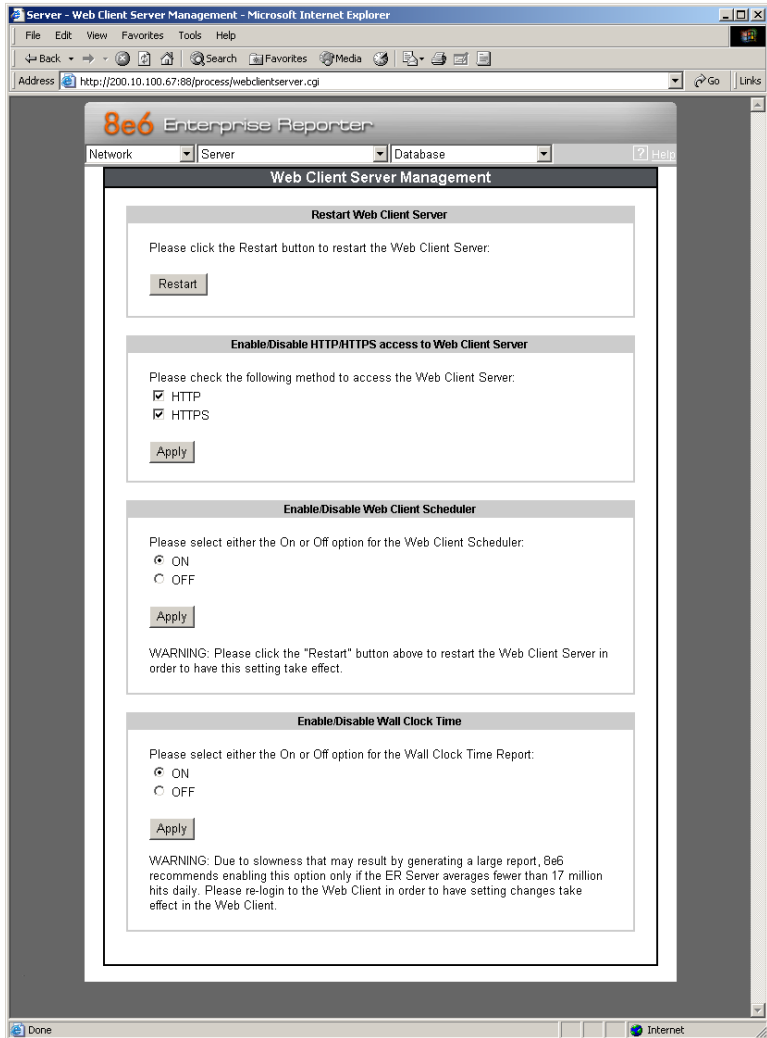 Server - Web Client Server Management - Microsoft Internet Explorer
File Edit View Favorites Tools Help
Back Search Favorites Media
Address http://200.10.100.67:88/process/webclientserver.cgi Go Links
8e6 Enterprise Reporter
Network Server Database ? Help
Web Client Server Management
Restart Web Client Server
Please click the Restart button to restart the Web Client Server:
Restart
Enable/Disable HTTP/HTTPS access to Web Client Server
Please check the following method to access the Web Client Server:
HTTP
HTTPS
Apply
Enable/Disable Web Client Scheduler
Please select either the On or Off option for the Web Client Scheduler:
ON
OFF
Apply
WARNING: Please click the "Restart" button above to restart the Web Client Server in
order to have this setting take effect.
Enable/Disable Wall Clock Time
Please select either the On or Off option for the Wall Clock Time Report:
ON
OFF
Apply
WARNING: Due to slowness that may result by generating a large report, 8e6
recommends enabling this option only if the ER Server averages fewer than 17 million
hits daily. Please re-login to the Web Client in order to have setting changes take
effect in the Web Client.
Done Internet